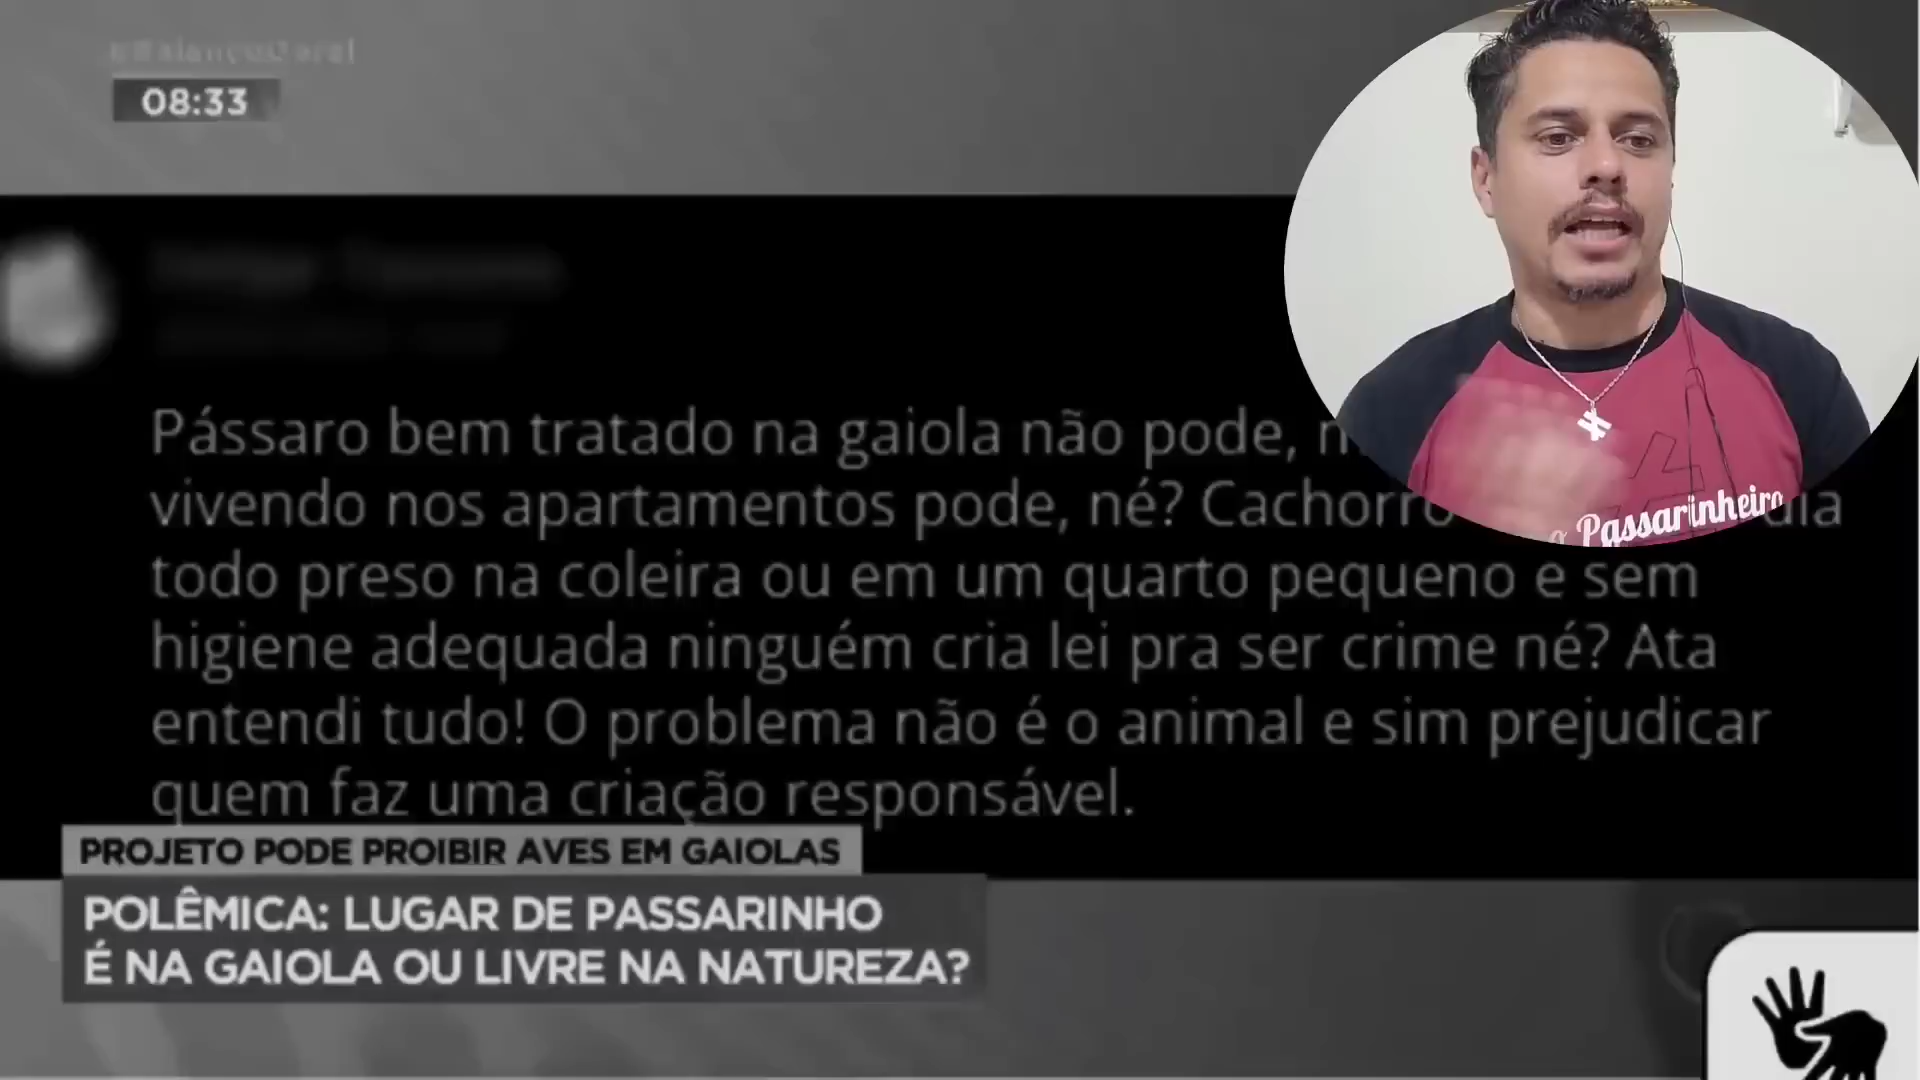 08:33
Pássaro bem tratado na gaiola não pode,
vivendo nos apartamentos pode, né? Cachorro
todo preso na coleira ou em um quarto pequeno e sem
higiene adequada ninguém cria lei pra ser crime né? Ata
entendi tudo! O problema não é o animal e sim prejudicar
quem faz uma criação responsável.
Passarinheiro
PROJETO PODE PROIBIR AVES EM GAIOLAS
POLÊMICA: LUGAR DE PASSARINHO
É NA GAIOLA OU LIVRE NA NATUREZA?